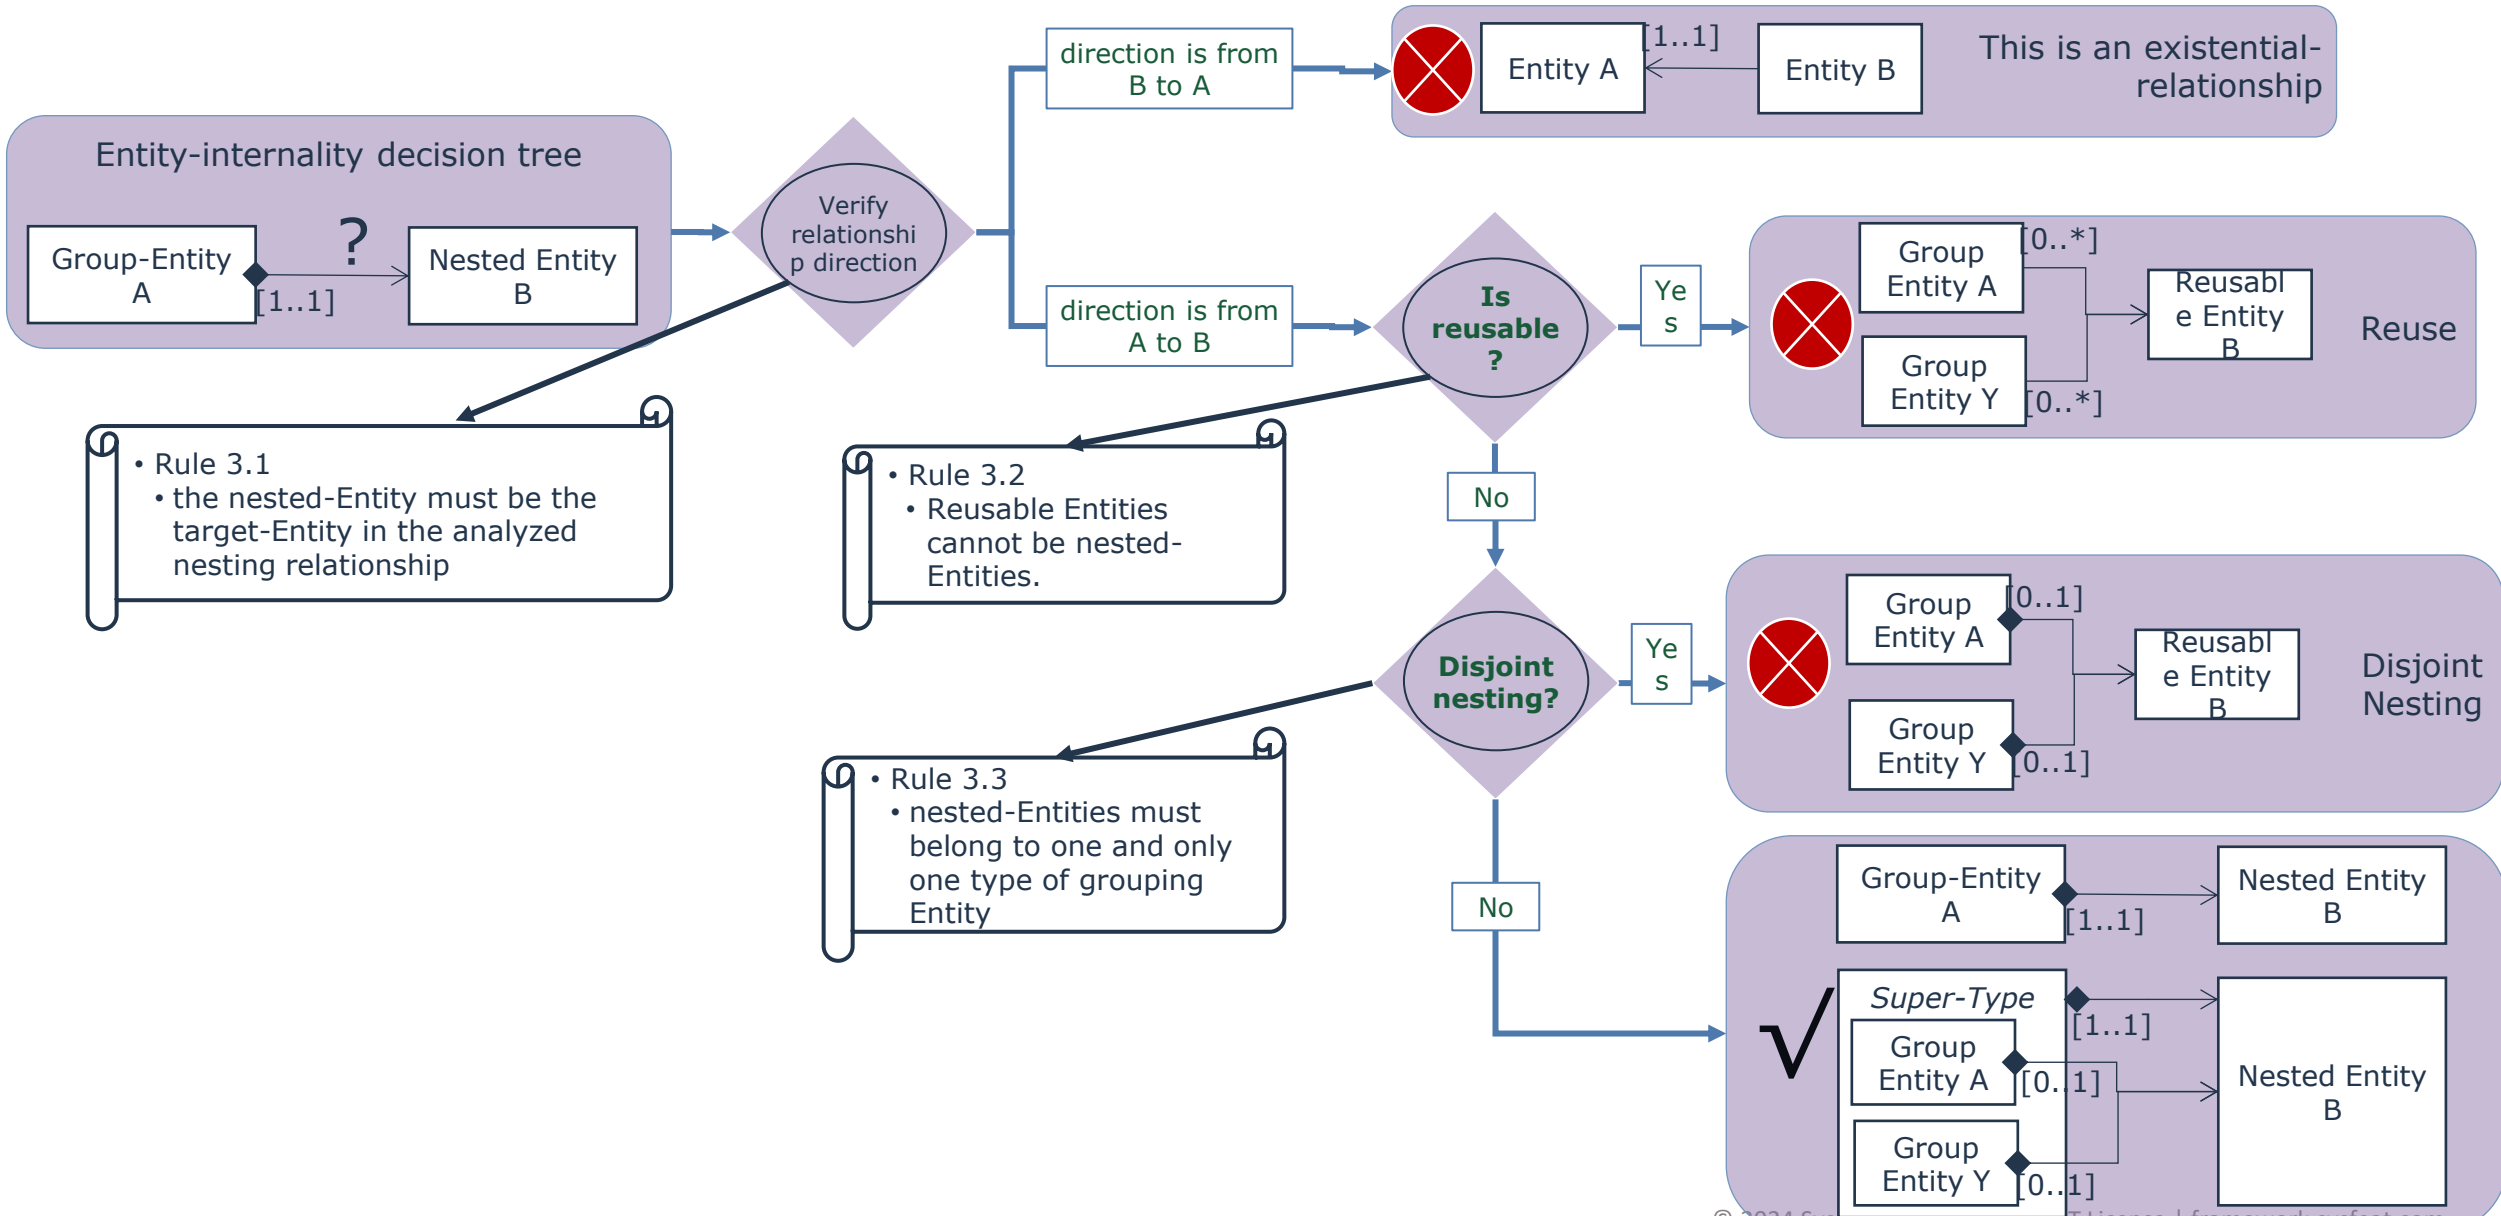 Entity-internality decision tree
Group-Entity
A
?
[1..1]
Nested Entity
B
Verify
relationshi
p direction
direction is from
B to A
Entity A
[1..1]
Entity B
This is an existential-
relationship
direction is from
A to B
Is
reusable
?
Ye
s
Group
Entity A
[0..*]
Group
Entity Y
[0..*]
Reusabl
e Entity
B
Reuse
• Rule 3.1
• the nested-Entity must be the
target-Entity in the analyzed
nesting relationship
• Rule 3.2
• Reusable Entities
cannot be nested-
Entities.
No
Disjoint
nesting?
Ye
s
Group
Entity A
[0..1]
Group
Entity Y
[0..1]
Reusabl
e Entity
B
Disjoint
Nesting
• Rule 3.3
• nested-Entities must
belong to one and only
one type of grouping
Entity
No
Group-Entity
A
[1..1]
Nested Entity
B
√
Super-Type
[1..1]
Group
Entity A
[0..1]
Group
Entity Y
[0..1]
Nested Entity
B
© 2024